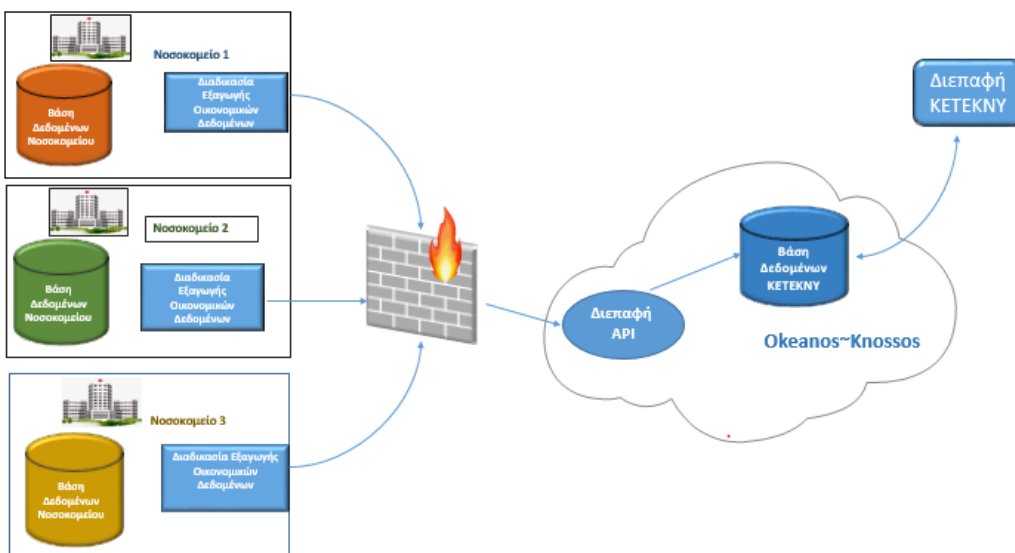 Νοσοκομείο 1
Βάση
Δεδομένων
Νοσοκομείου
Διαδικασία
Εξαγωγής
Οικονομικών
Δεδομένων
Νοσοκομείο 2
Βάση
Δεδομένων
Νοσοκομείου
Διαδικασία
Εξαγωγής
Οικονομικών
Δεδομένων
Νοσοκομείο 3
Βάση
Δεδομένων
Νοσοκομείου
Διαδικασία Εξαγωγής
Οικονομικών
Δεδομένων
Διεπαφή
API
Βάση
Δεδομένων
ΚΕΤΕΚΝΥ
Okeanos~Knossos
Διεπαφή
ΚΕΤΕΚΝΥ